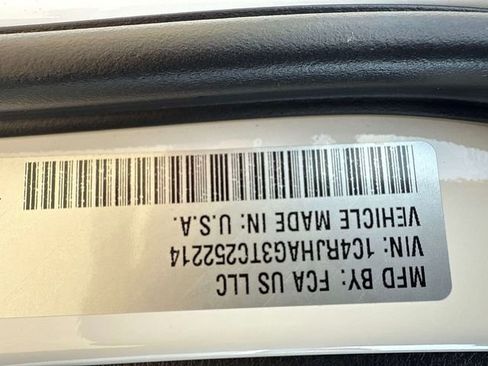 MFD BY: FCA US LLC
VIN: 1C4RJHAG3TC252214
VEHICLE MADE IN: U.S.A.